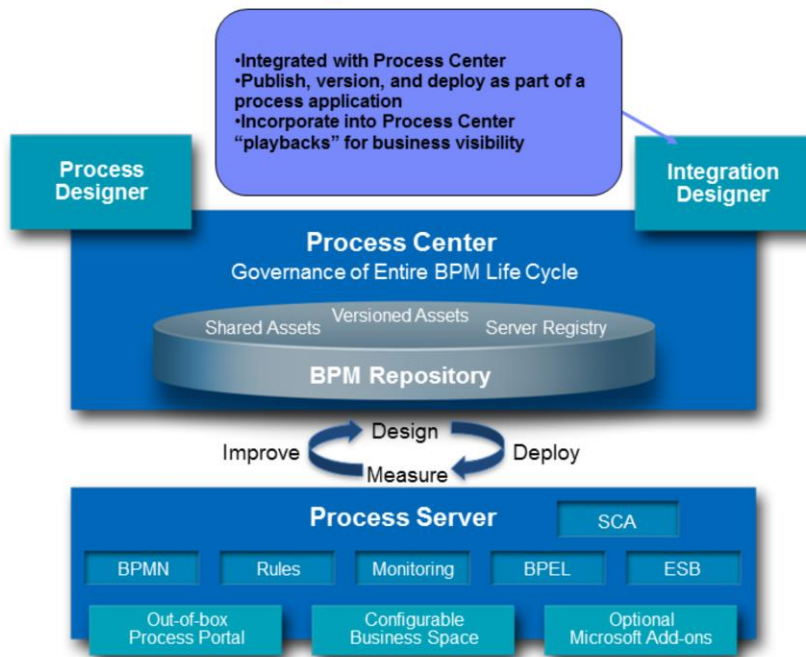 •Integrated with Process Center
•Publish, version, and deploy as part of a
process application
•Incorporate into Process Center
“playbacks” for business visibility
Process
Designer
Integration
Designer
Process Center
Governance of Entire BPM Life Cycle
Shared Assets
Versioned Assets
Server Registry
BPM Repository
Improve
Design
Deploy
Measure
Process Server
SCA
BPMN
Rules
Monitoring
BPEL
ESB
Out-of-box
Process Portal
Configurable
Business Space
Optional
Microsoft Add-ons